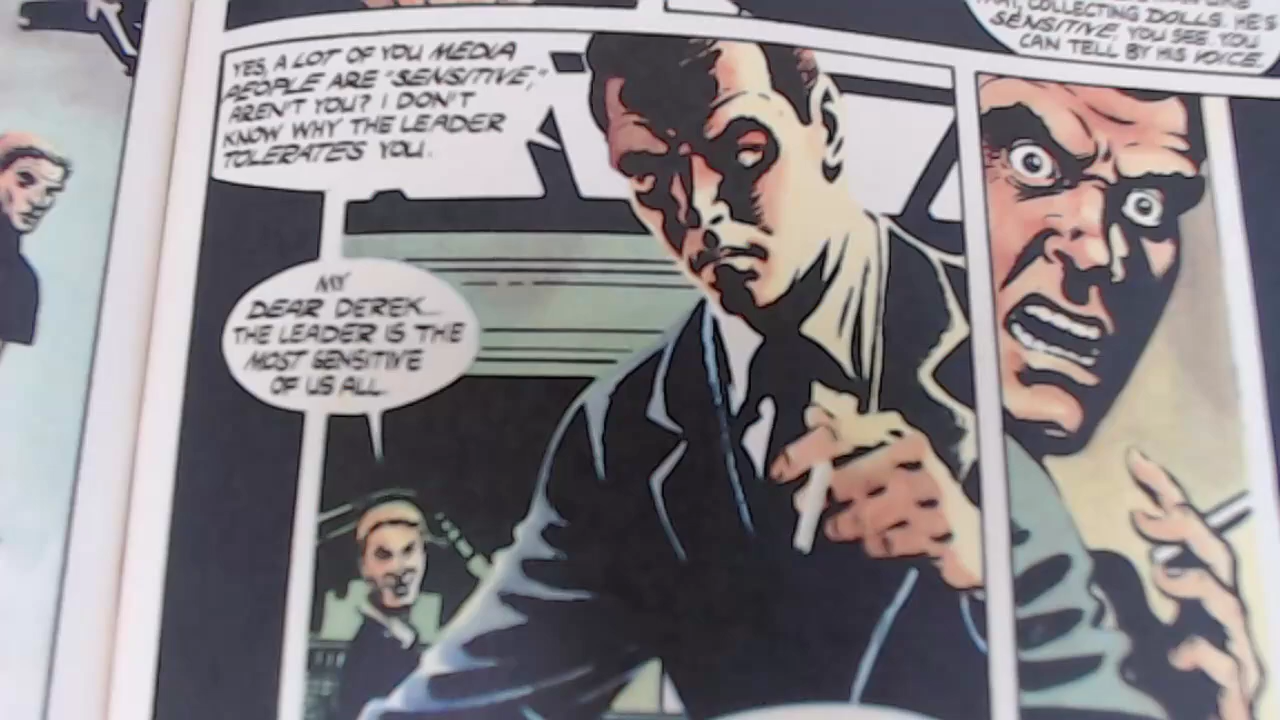 THAT, COLLECTING DOLLS. HE'S
SENSITIVE, YOU SEE. YOU
CAN TELL BY HIS VOICE.
YES, A LOT OF YOU MEDIA
PEOPLE ARE "SENSITIVE,"
AREN'T YOU? I DON'T
KNOW WHY THE LEADER
TOLERATES YOU.
MY
DEAR DEREK...
THE LEADER IS THE
MOST SENSITIVE
OF US ALL.